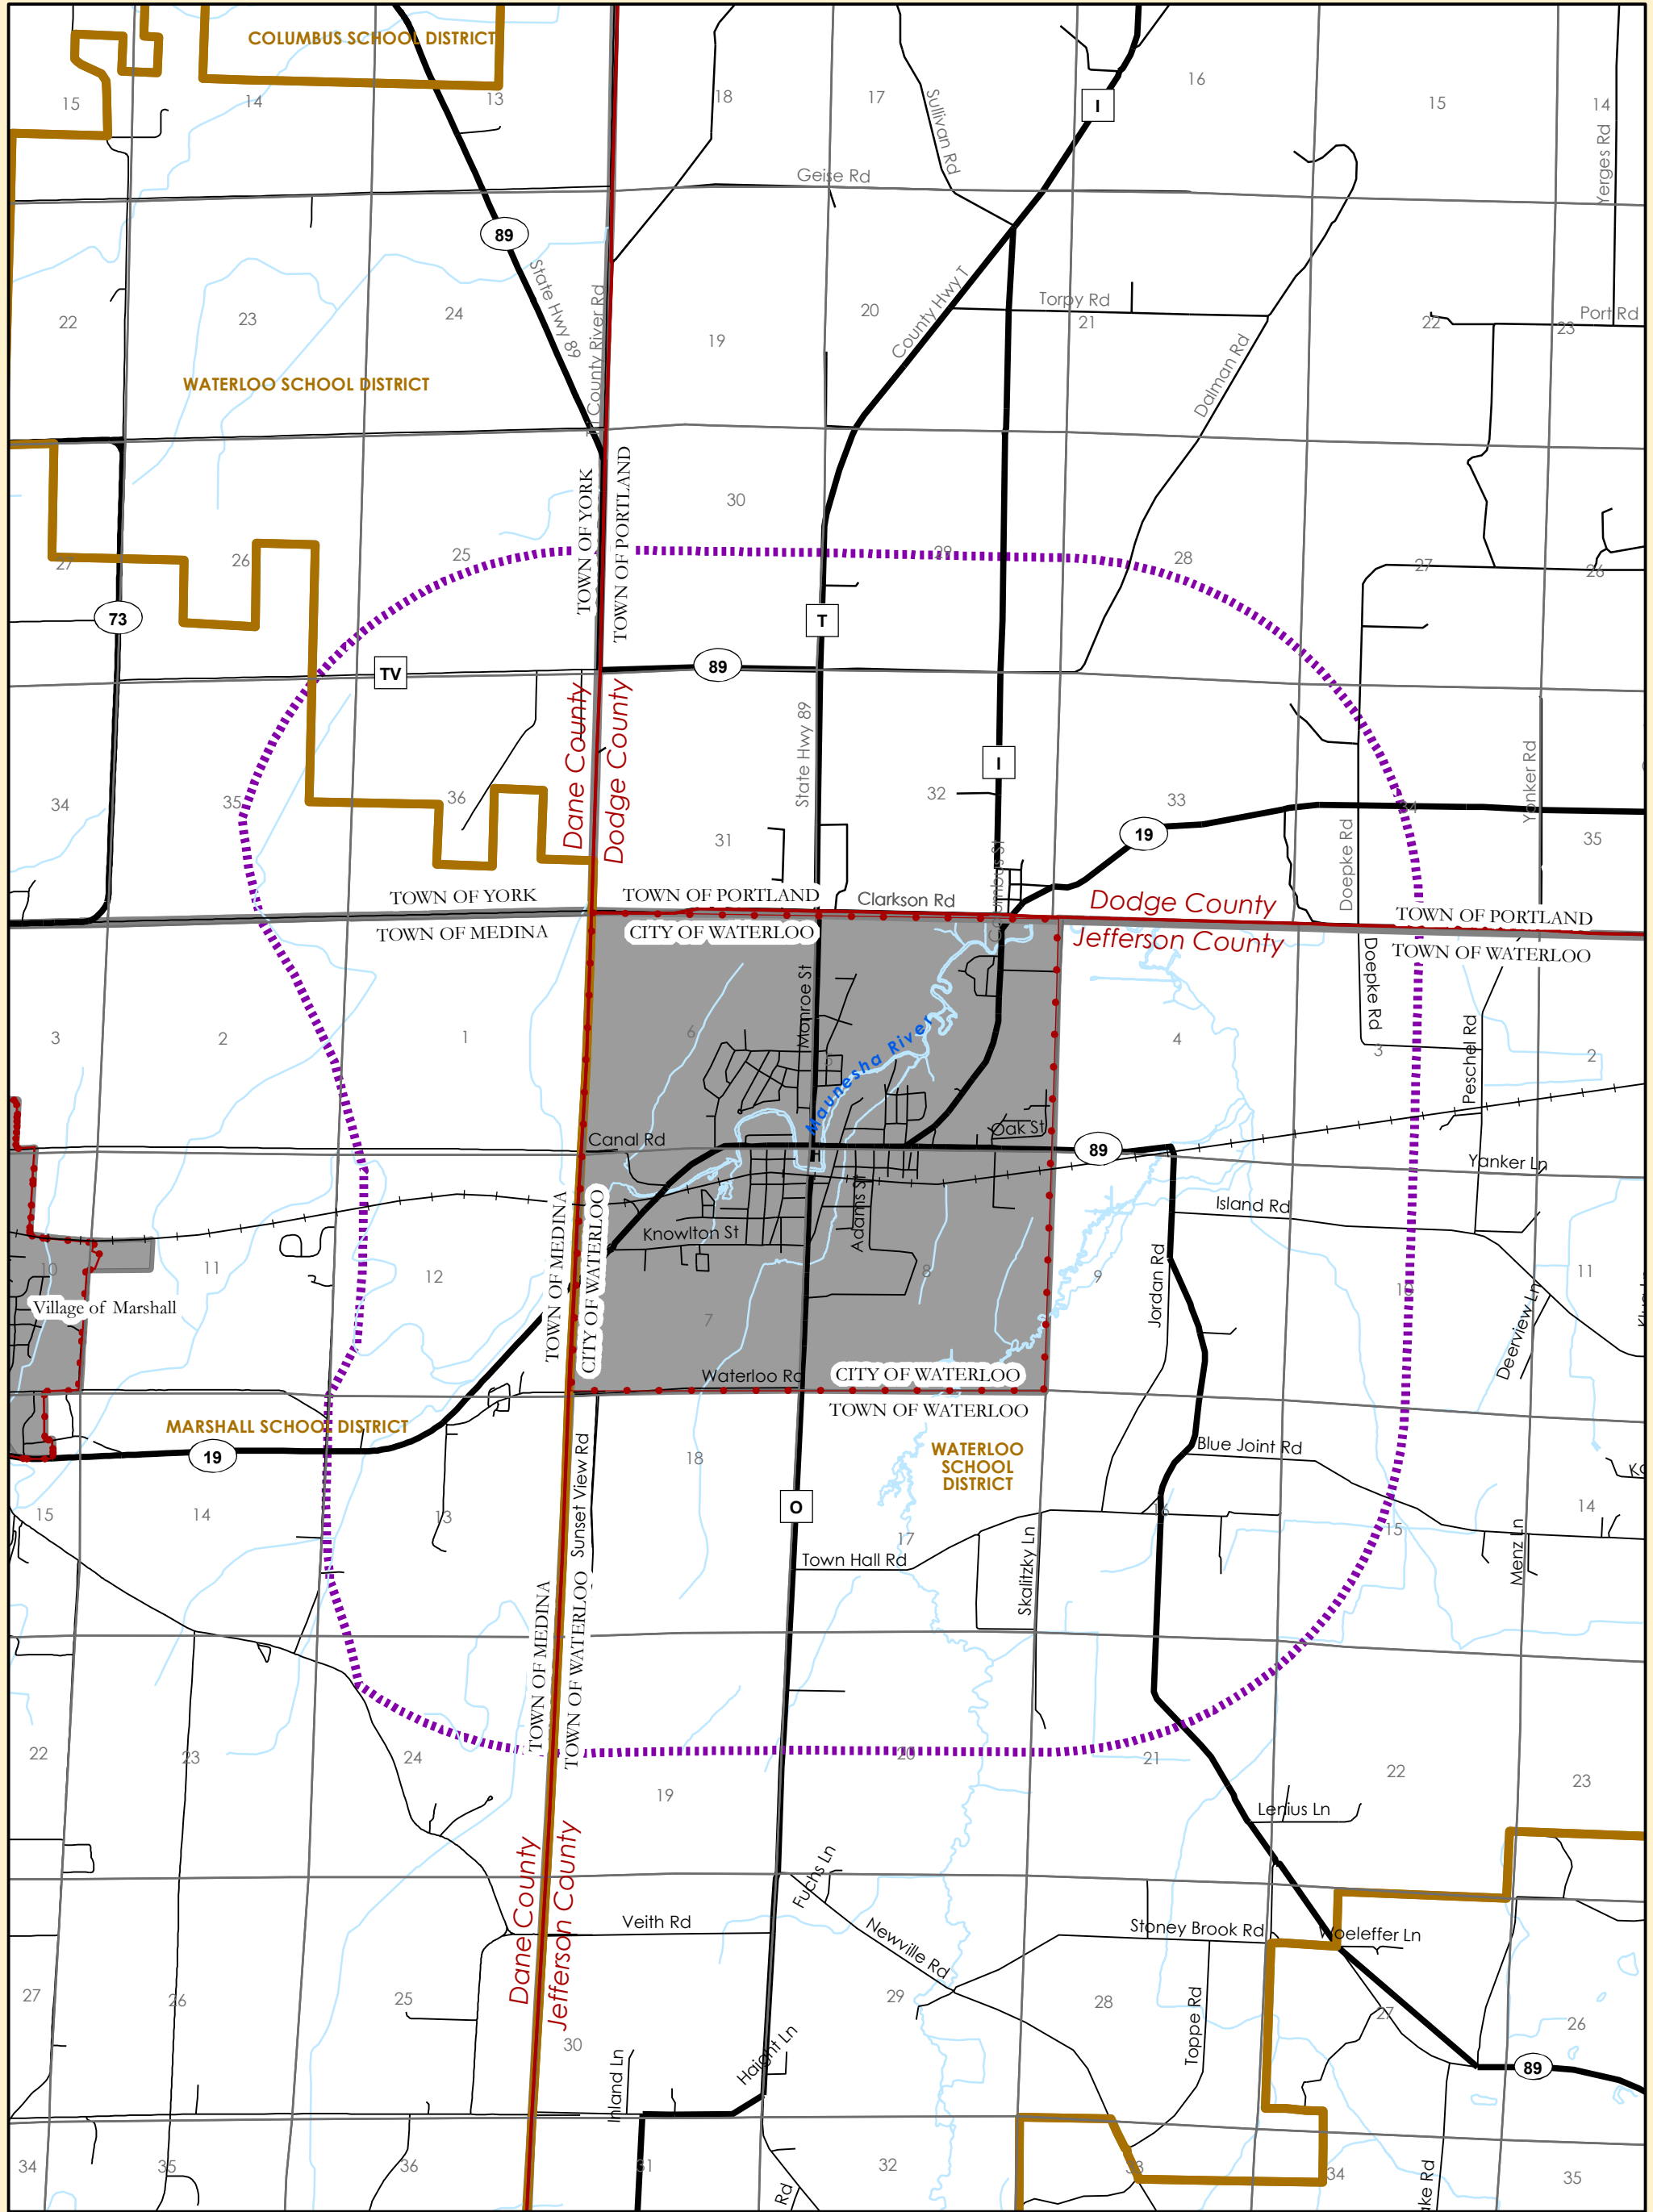 COLUMBUS SCHOOL DISTRICT
15
14
13
18
17
Sullivan Rd
I
16
15
14
Yerges Rd
Geise Rd
89
State Hwy 89
County River Rd
22
23
24
19
20
County Hwy T
Torpy Rd
21
Dalman Rd
22
23
Port Rd
WATERLOO SCHOOL DISTRICT
TOWN OF YORK
TOWN OF PORTLAND
30
27
26
25
29
28
27
26
73
T
TV
89
Dane County
Dodge County
State Hwy 89
I
Yonker Rd
34
35
36
31
32
33
19
34
35
Doepke Rd
Columbus St
TOWN OF YORK
TOWN OF PORTLAND
Clarkson Rd
Dodge County
TOWN OF PORTLAND
TOWN OF MEDINA
CITY OF WATERLOO
Jefferson County
TOWN OF WATERLOO
Doepke Rd
Monroe St
Maunesha River
Peschel Rd
3
2
1
6
5
4
3
2
Canal Rd
Oak St
89
Yanker Ln
Island Rd
TOWN OF MEDINA
CITY OF WATERLOO
Knowlton St
Adams St
Jordan Rd
10
11
12
7
8
9
10
11
Village of Marshall
Deerview Ln
Waterloo Rd
CITY OF WATERLOO
TOWN OF WATERLOO
MARSHALL SCHOOL DISTRICT
19
WATERLOO
SCHOOL
DISTRICT
Blue Joint Rd
Sunset View Rd
18
O
15
14
13
17
16
15
14
Town Hall Rd
Skalitzky Ln
Menz Ln
TOWN OF MEDINA
TOWN OF WATERLOO
22
23
24
19
20
21
22
23
Lenius Ln
Dane County
Jefferson County
Fuchs Ln
Veith Rd
Newville Rd
Stoney Brook Rd
Woeleffer Ln
27
26
25
30
29
28
Toppe Rd
27
26
Inland Ln
Haight Ln
89
34
35
36
31
32
33
34
35
Rd